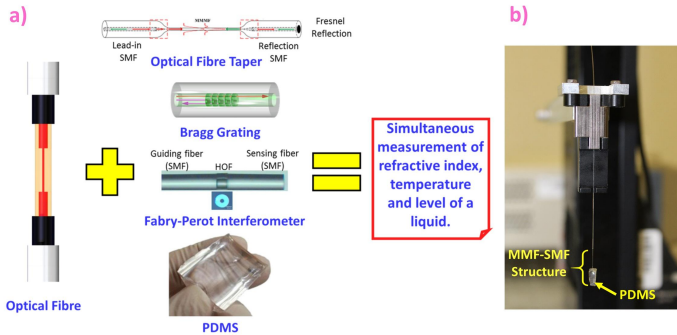 a)
MMMF
Fresnel
Reflection
Lead-in
SMF
Reflection
SMF
Optical Fibre Taper
Bragg Grating
Guiding fiber
(SMF)
HOF
Sensing fiber
(SMF)
Fabry-Perot Interferometer
PDMS
Optical Fibre
Simultaneous
measurement of
refractive index,
temperature
and level of a
liquid.
b)
MMF-SMF
Structure
PDMS